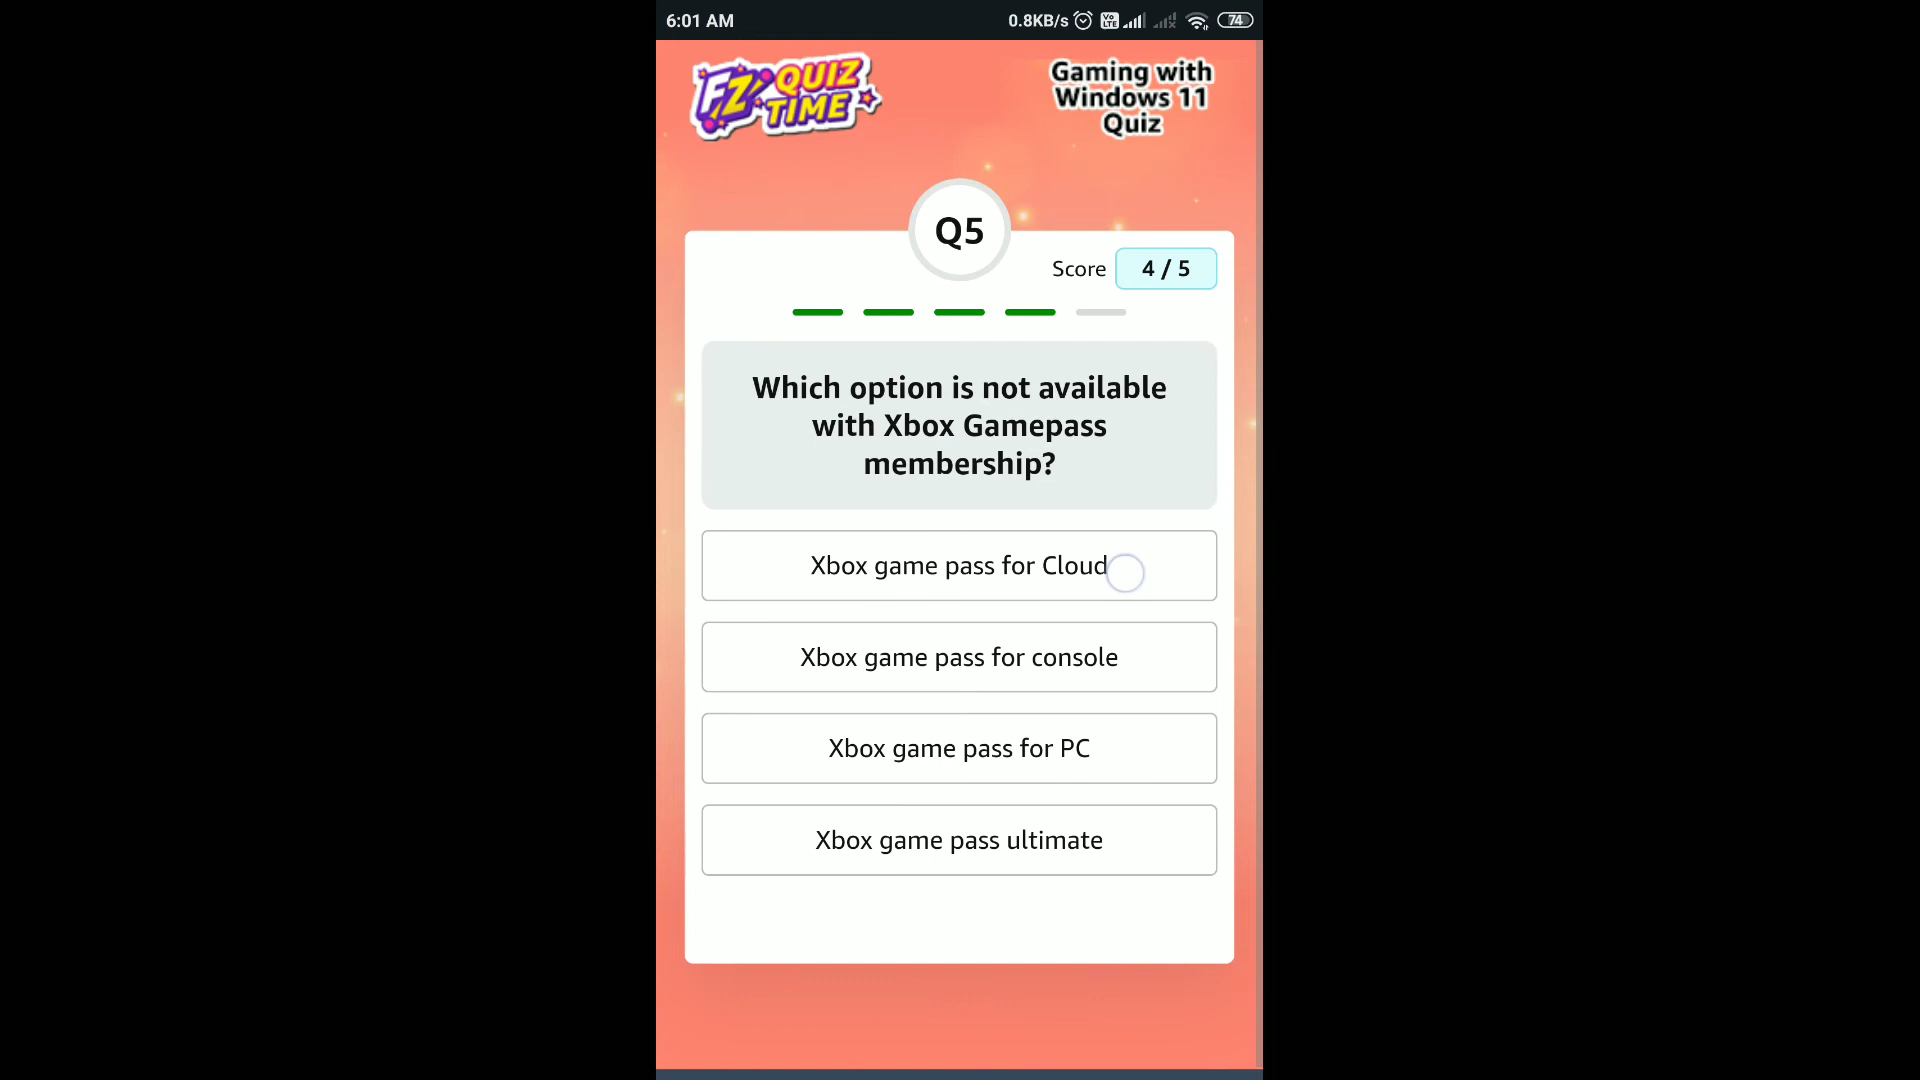 6:01 AM
0.8KB/s
Vo
LTE
74
FZ QUIZ
TIME
Gaming with
Windows 11
Quiz
Q5
Score 4 / 5
Which option is not available
with Xbox Gamepass
membership?
Xbox game pass for Cloud
Xbox game pass for console
Xbox game pass for PC
Xbox game pass ultimate